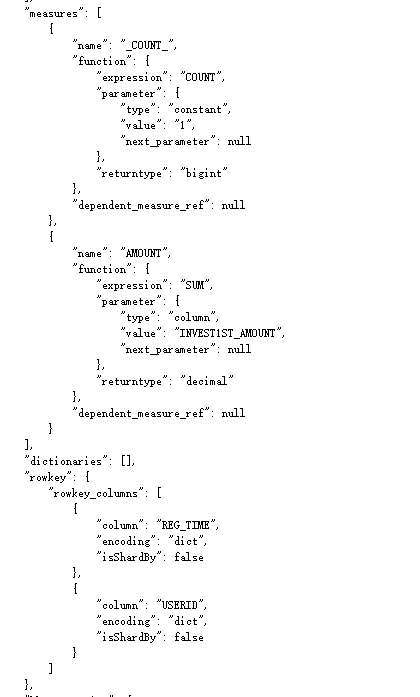 "measures": [
{
"name": "_COUNT_",
"function": {
"expression": "COUNT",
"parameter": {
"type": "constant",
"value": "1",
"next_parameter": null
},
"returntype": "bigint"
},
"dependent_measure_ref": null
},
{
"name": "AMOUNT",
"function": {
"expression": "SUM",
"parameter": {
"type": "column",
"value": "INVEST1ST_AMOUNT",
"next_parameter": null
},
"returntype": "decimal"
},
"dependent_measure_ref": null
}
],
"dictionaries": [],
"rowkey": {
"rowkey_columns": [
{
"column": "REG_TIME",
"encoding": "dict",
"isShardBy": false
},
{
"column": "USERID",
"encoding": "dict",
"isShardBy": false
}
]
},